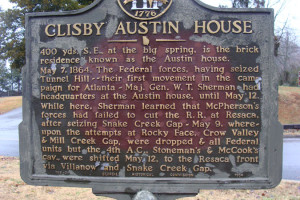 1776
CLISBY AUSTIN HOUSE
400 yds. S.E., at the big spring, is the brick
residence known as the Austin house.
May 7, 1864. The Federal forces, having seized
Tunnel Hill - their first movement in the cam-
paign for Atlanta - Maj. Gen. W. T. Sherman had
headquarters at the Austin house, until May 12.
While here, Sherman learned that McPherson's
forces had failed to cut the R.R. at Resaca,
after seizing Snake Creek Gap - May 9, where-
upon the attempts at Rocky Face, Crow Valley
& Mill Creek Gap, were dropped & all Federal
units but the 4th A.C., Stoneman's & McCook's
cav. were shifted May 12, to the Resaca front
via Villanow and Snake Creek Gap.